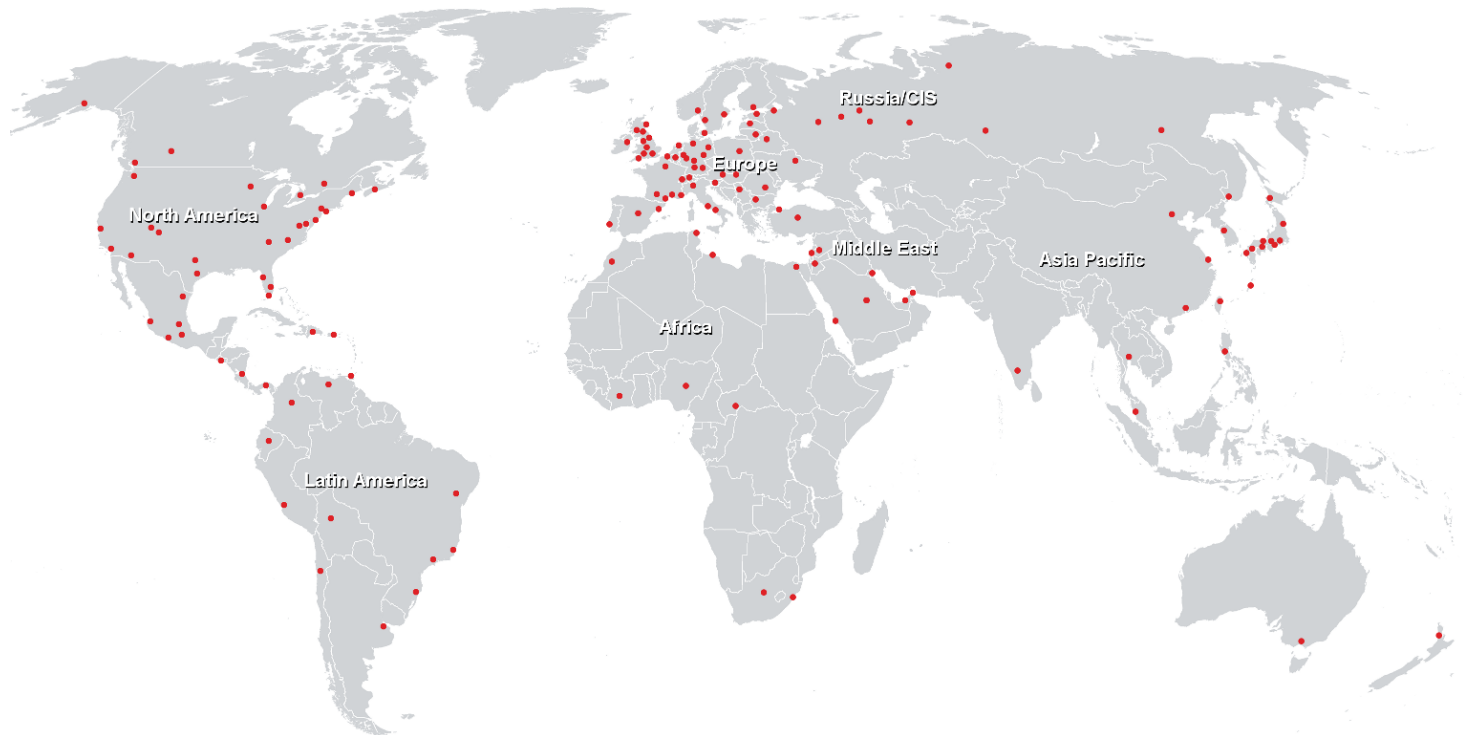 Russia/CIS
Europe
North America
Middle East
Asia Pacific
Africa
Latin America